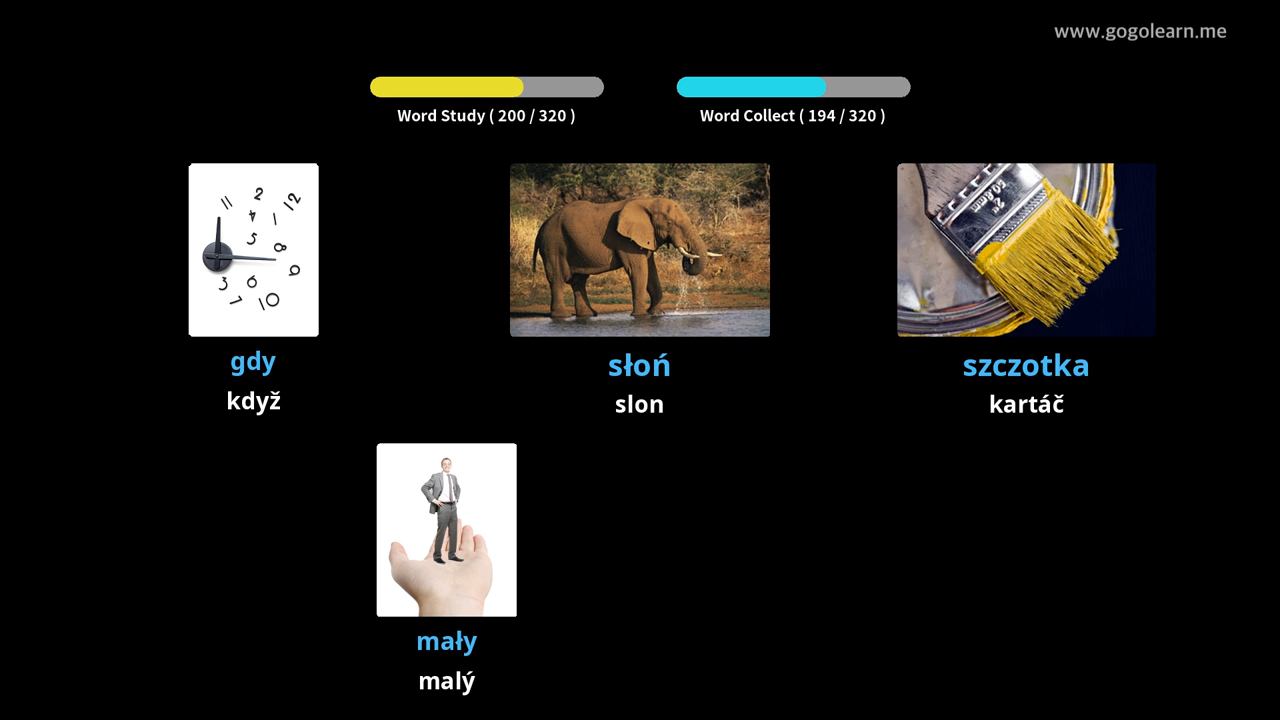 www.gogolearn.me
Word Study ( 200 / 320 )
Word Collect ( 194 / 320 )
gdy
když
słoń
slon
szczotka
kartáč
mały
malý